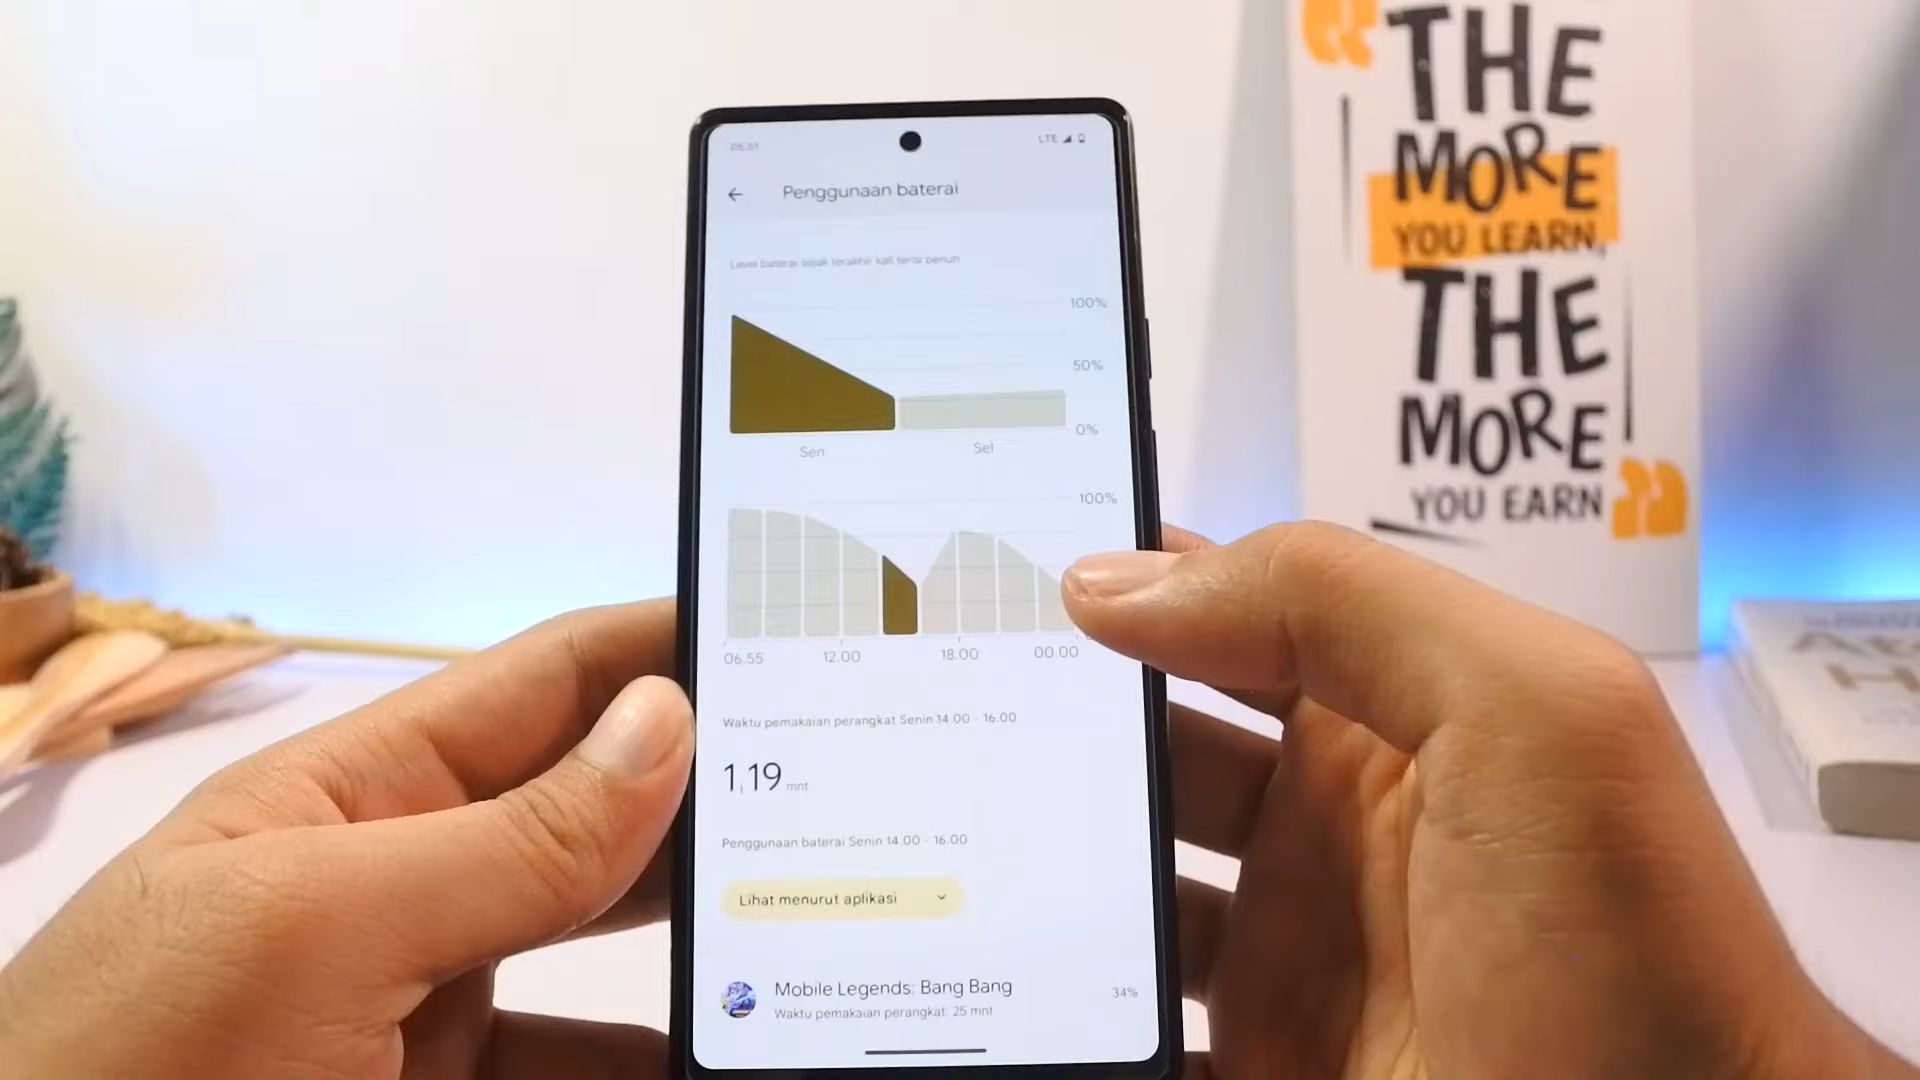 THE
MORE
YOU LEARN,
THE
MORE
YOU EARN
LTE
Penggunaan baterai
Level baterai sejak terakhir kali terisi penuh
100%
50%
0%
Sen
Sel
100%
06.55
12.00
18.00
00.00
Waktu pemakaian perangkat Senin 14.00 - 16.00
1,19 mnt
Penggunaan baterai Senin 14.00 - 16.00
Lihat menurut aplikasi
Mobile Legends: Bang Bang
34%
Waktu pemakaian perangkat: 25 mnt